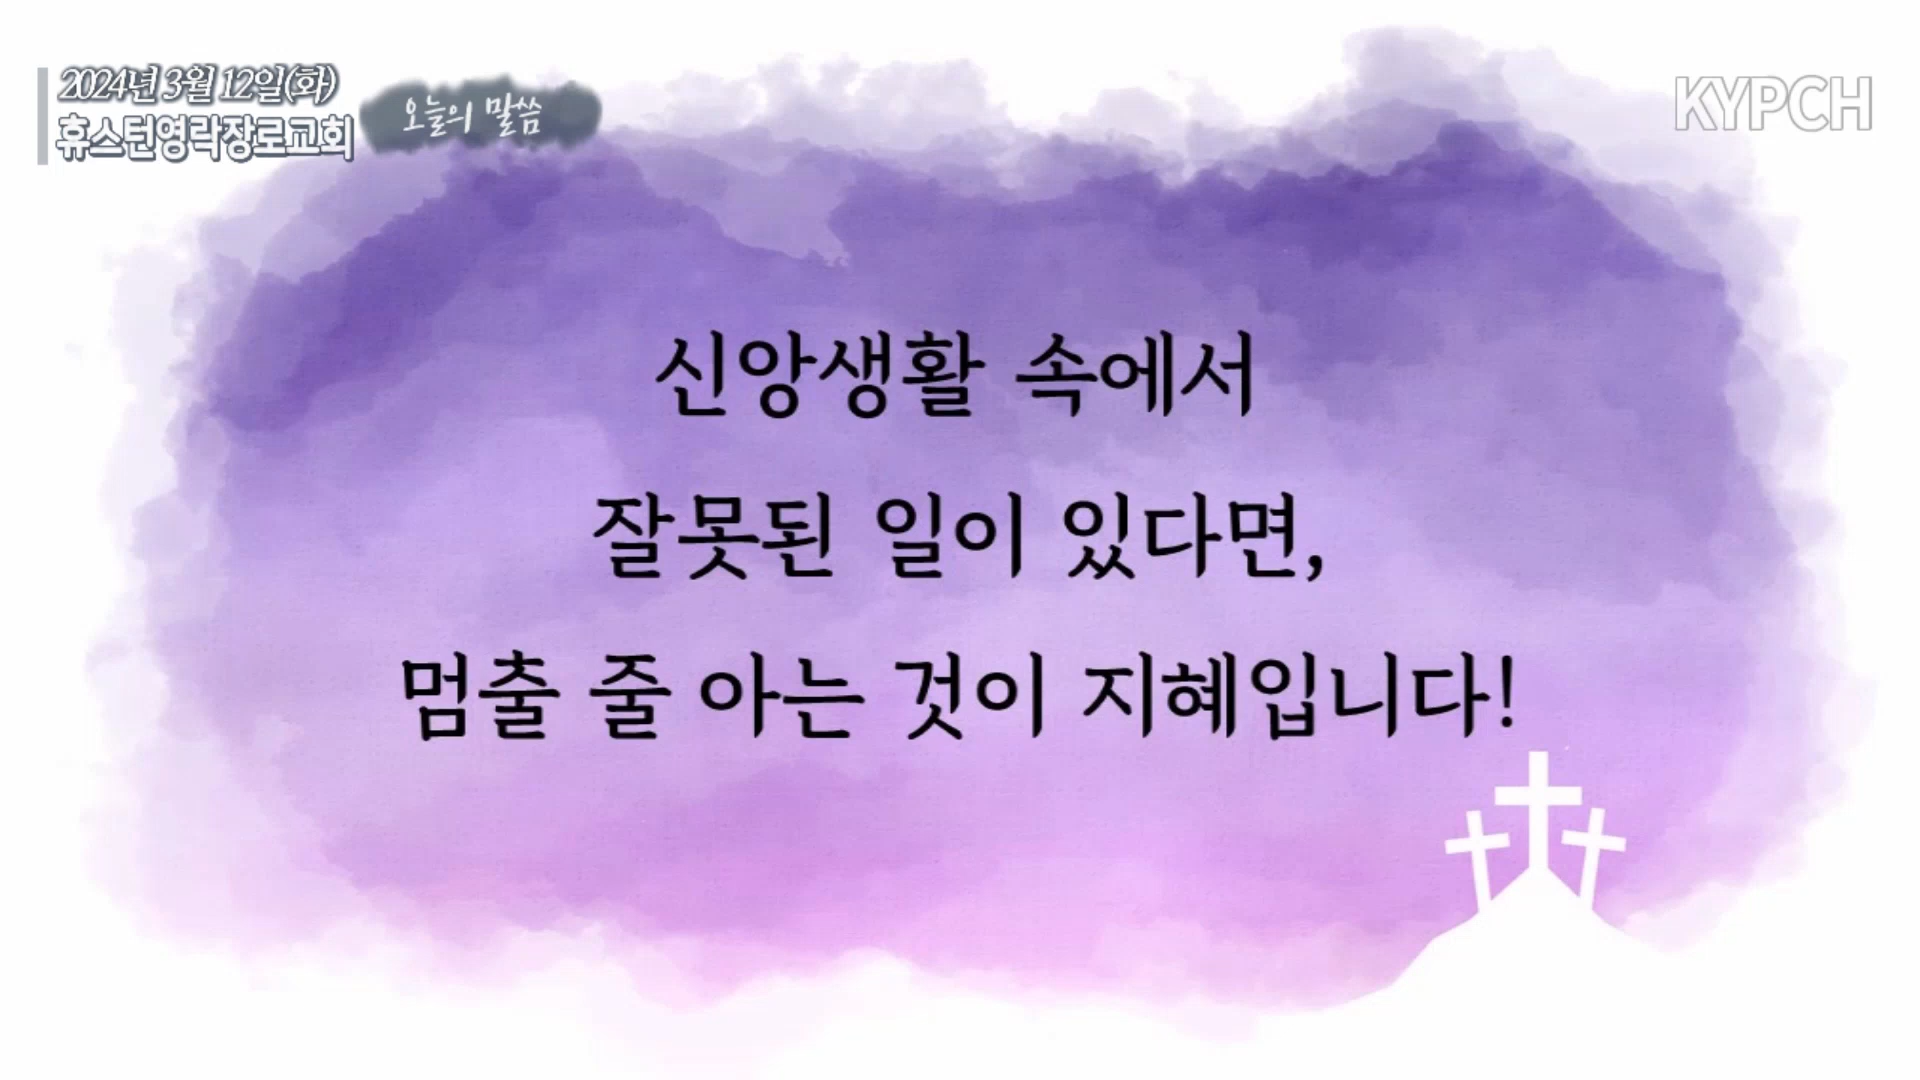 2024년 3월 12일(화)
휴스턴영락장로교회
오늘의 말씀
KYPCH
신앙생활 속에서
잘못된 일이 있다면,
멈출 줄 아는 것이 지혜입니다!